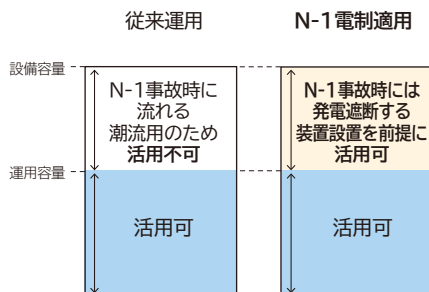 従来運用
N-1電制適用
設備容量
N-1事故時に
流れる
潮流用のため
活用不可
N-1事故時には
発電遮断する
装置設置を前提に
活用可
運用容量
活用可
活用可